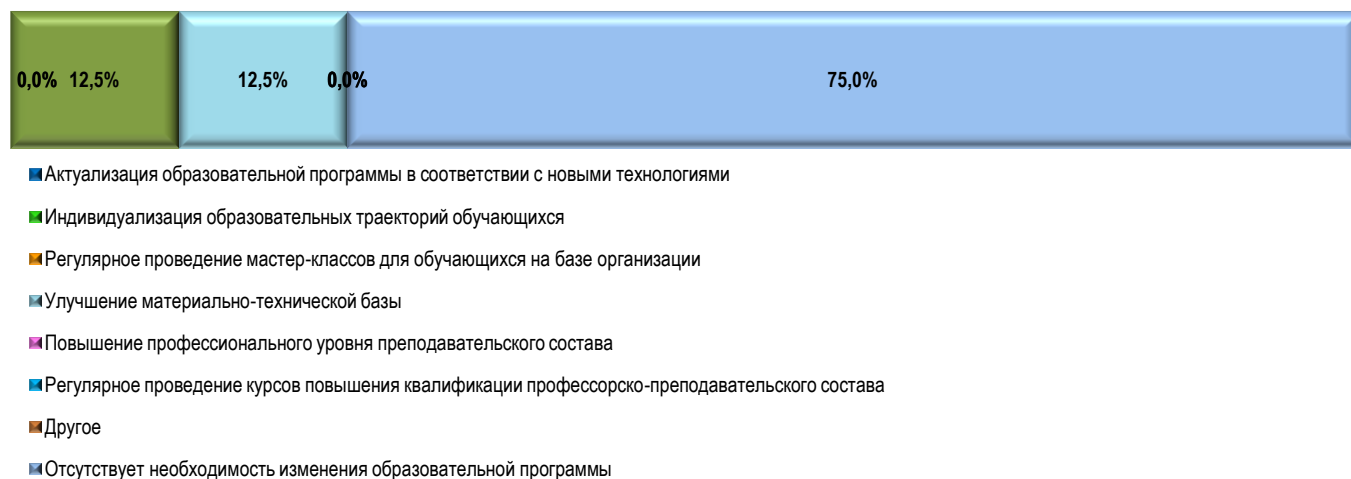 0,0% 12,5% 12,5% 0,0% 75,0%
Актуализация образовательной программы в соответствии с новыми технологиями
Индивидуализация образовательных траекторий обучающихся
Регулярное проведение мастер-классов для обучающихся на базе организации
Улучшение материально-технической базы
Повышение профессионального уровня преподавательского состава
Регулярное проведение курсов повышения квалификации профессорско-преподавательского состава
Другое
Отсутствует необходимость изменения образовательной программы